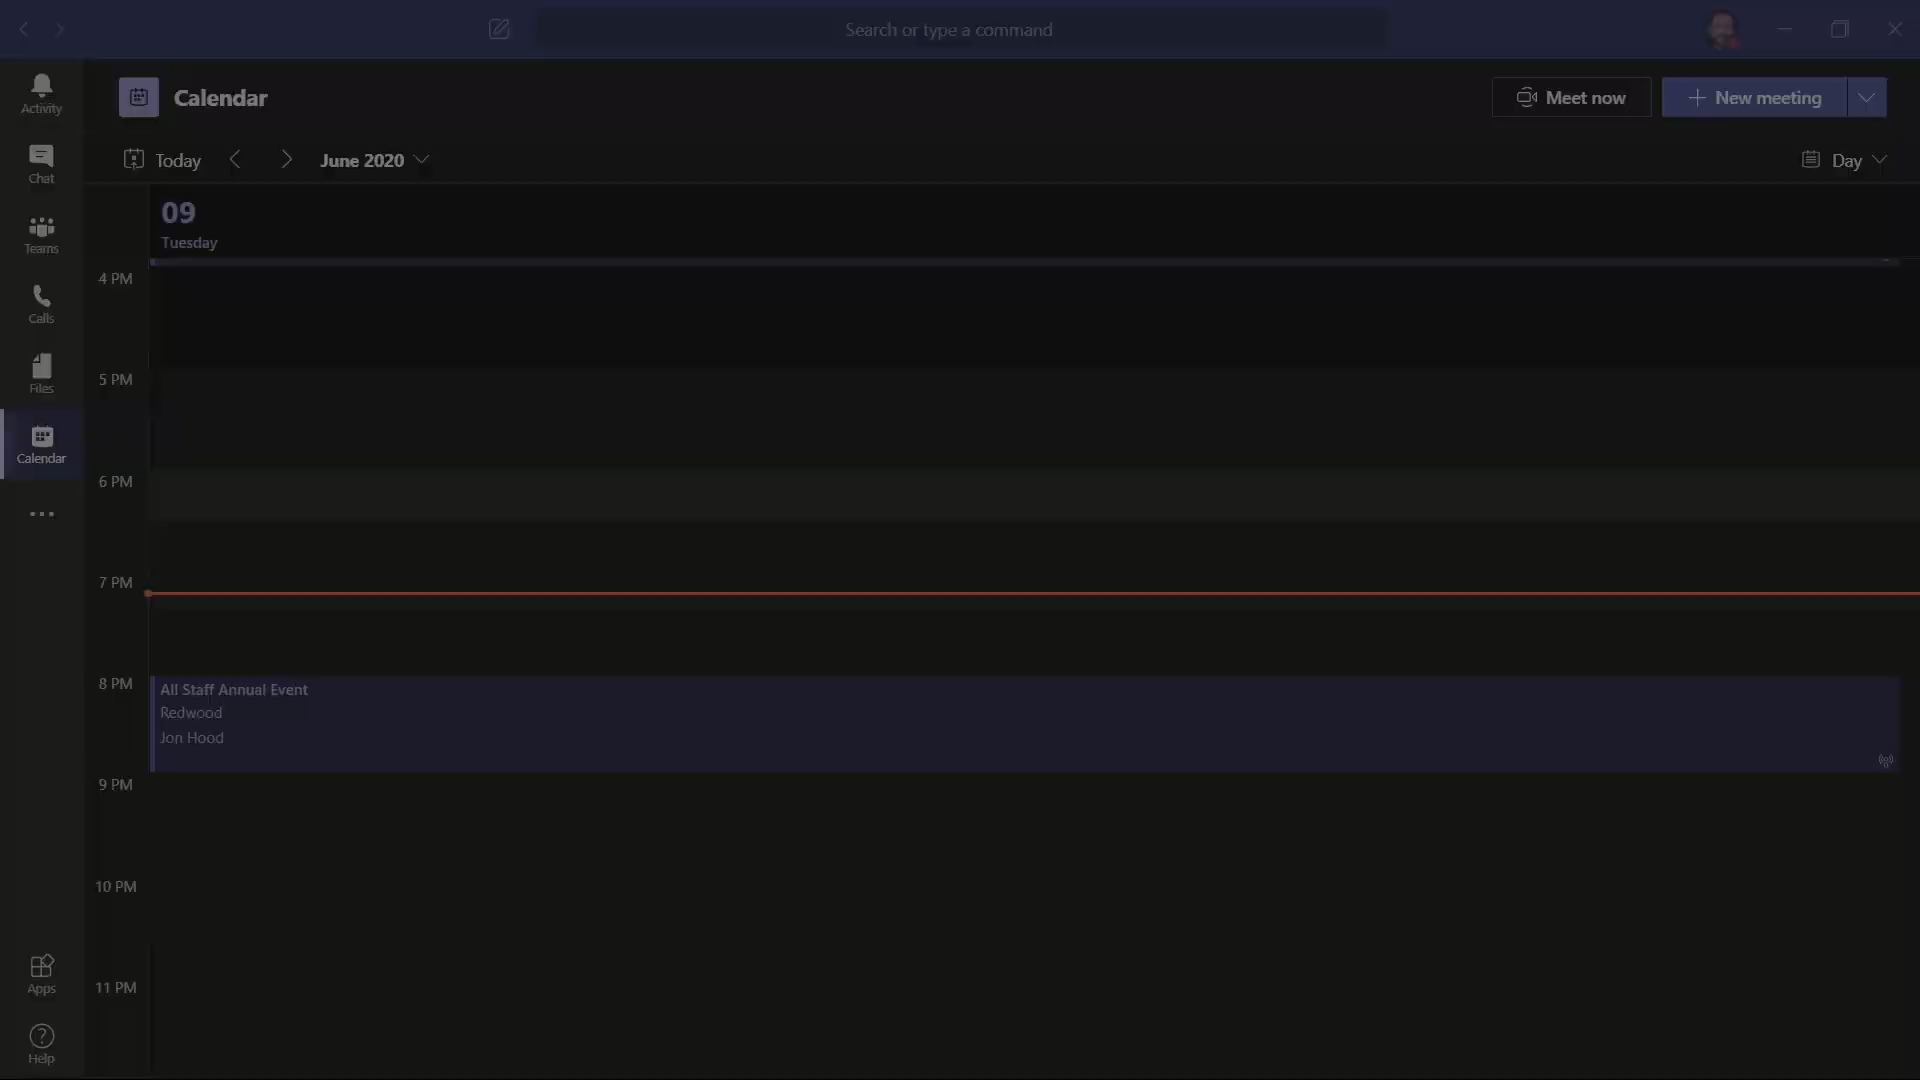 Search or type a command
Activity
Chat
Teams
Calls
Files
Calendar
Apps
Help
Calendar
Meet now
New meeting
Today
June 2020
Day
09
Tuesday
4 PM
5 PM
6 PM
7 PM
8 PM
All Staff Annual Event
Redwood
Jon Hood
9 PM
10 PM
11 PM